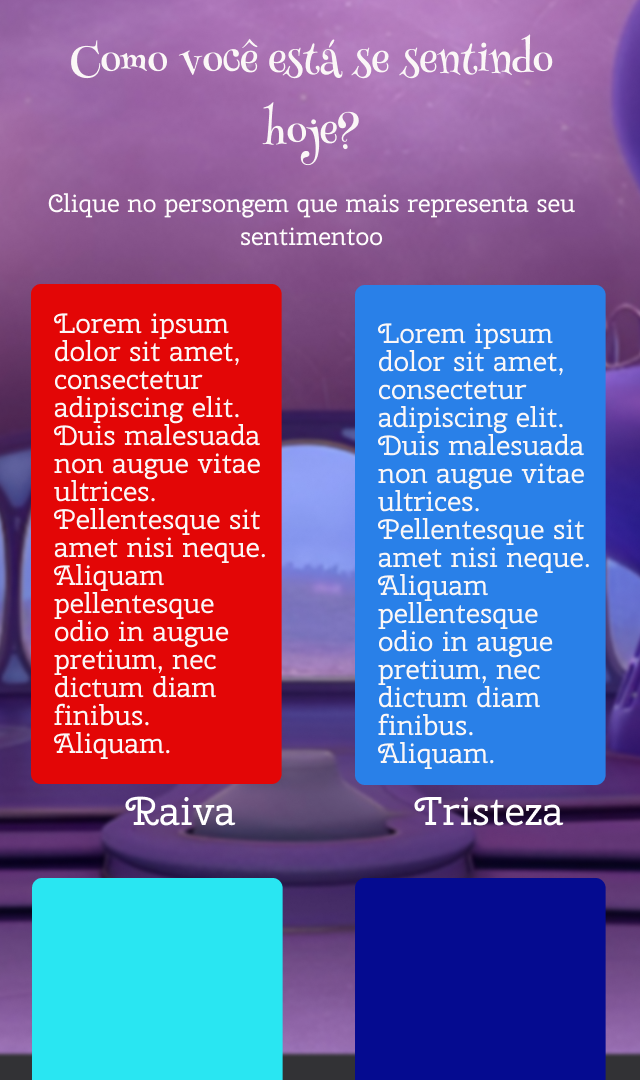 Como você está se sentindo
hoje?
Clique no persongem que mais representa seu
sentimentoo
Lorem ipsum
dolor sit amet,
consectetur
adipiscing elit.
Duis malesuada
non augue vitae
ultrices.
Pellentesque sit
amet nisi neque.
Aliquam
pellentesque
odio in augue
pretium, nec
dictum diam
finibus.
Aliquam.
Raiva
Lorem ipsum
dolor sit amet,
consectetur
adipiscing elit.
Duis malesuada
non augue vitae
ultrices.
Pellentesque sit
amet nisi neque.
Aliquam
pellentesque
odio in augue
pretium, nec
dictum diam
finibus.
Aliquam.
Tristeza